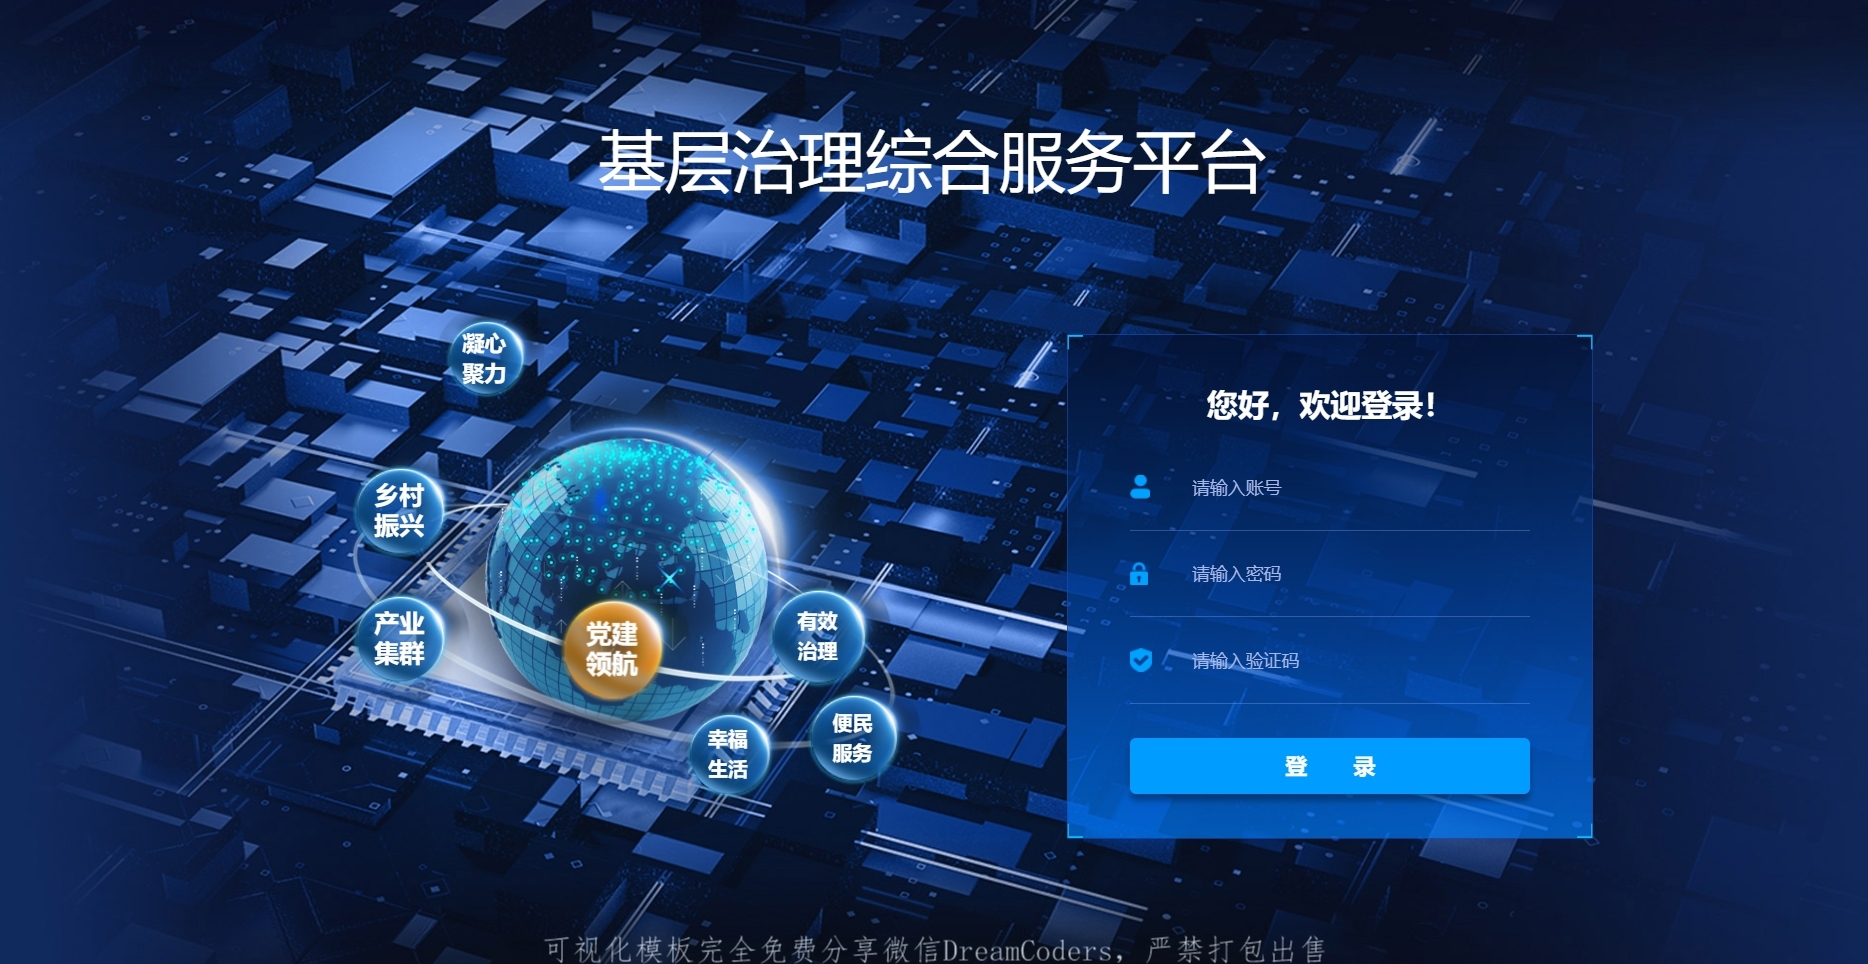 基层治理综合服务平台
凝心
聚力
乡村
振兴
产业
集群
党建
领航
有效
治理
幸福
生活
便民
服务
您好，欢迎登录!
请输入账号
请输入密码
请输入验证码
登 录
可视化模板完全免费分享微信DreamCoders，严禁打包出售